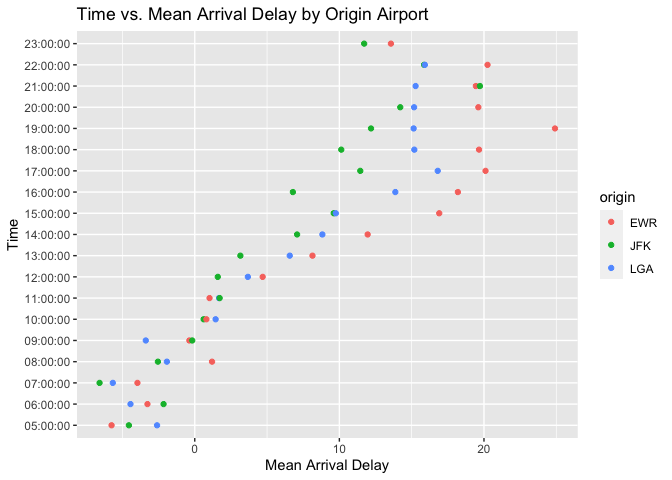 Time vs. Mean Arrival Delay by Origin Airport
23:00:00
22:00:00
21:00:00
20:00:00
19:00:00
18:00:00
17:00:00
16:00:00
15:00:00
14:00:00
13:00:00
12:00:00
11:00:00
10:00:00
09:00:00
08:00:00
07:00:00
06:00:00
05:00:00
Time
0 10 20
Mean Arrival Delay
origin
EWR
JFK
LGA